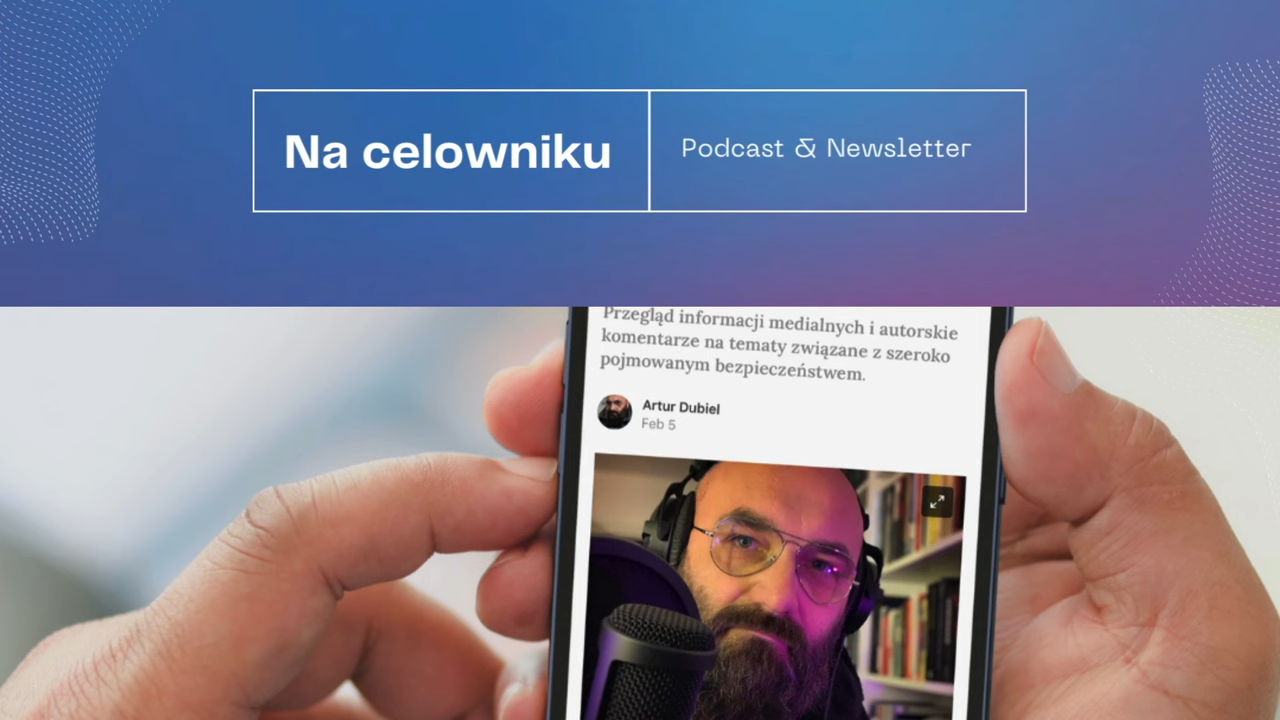 Na celowniku
Podcast & Newsletter
Przegląd informacji medialnych i autorskie
komentarze na tematy związane z szeroko
pojmowanym bezpieczeństwem.
Artur Dubiel
Feb 5